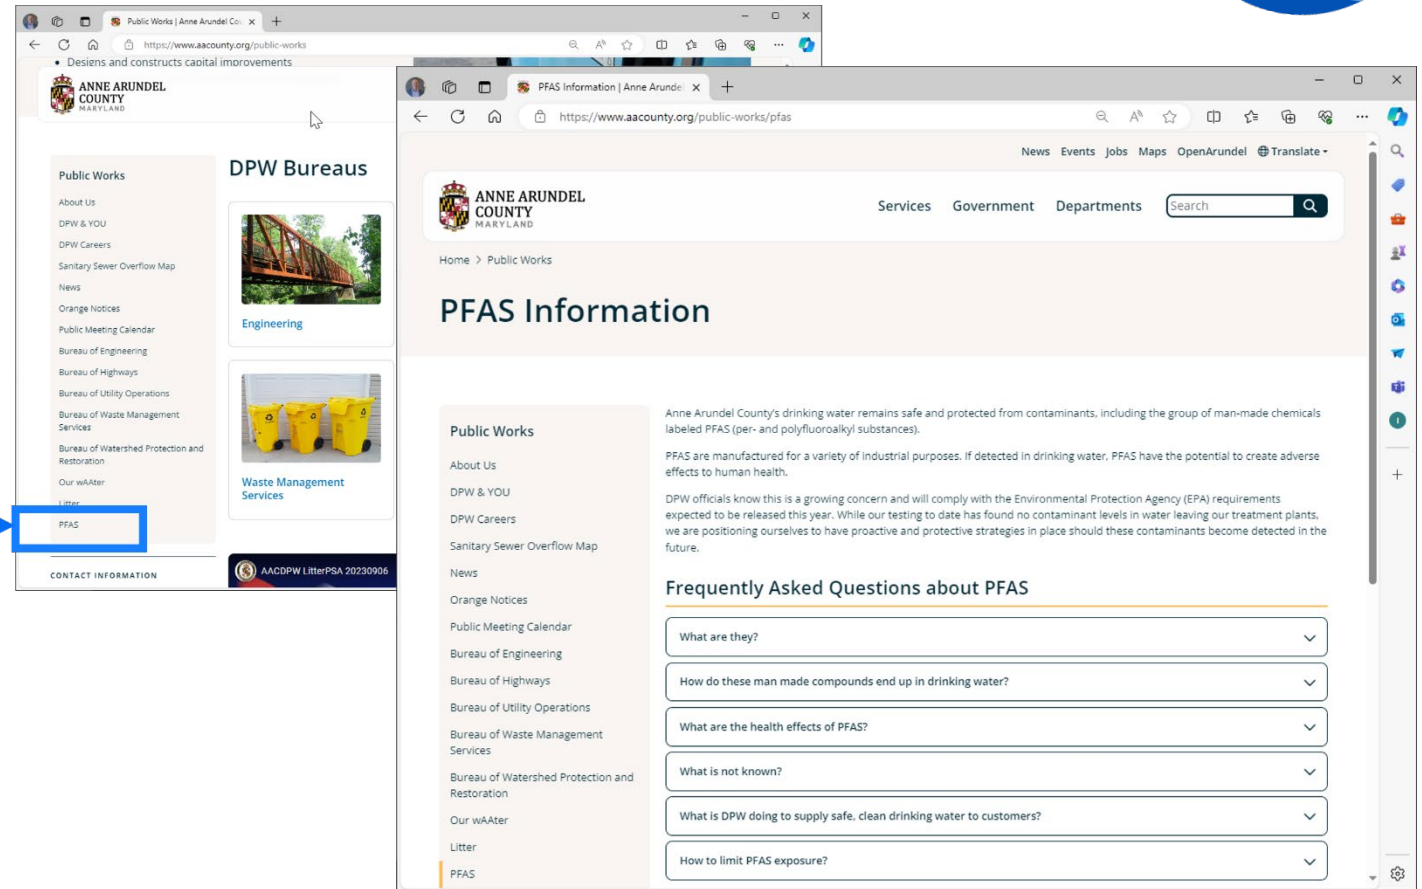 Public Works | Anne Arundel Co
https://www.aacounty.org/public-works
Designs and constructs capital improvements
ANNE ARUNDEL
COUNTY
MARYLAND
Public Works
About Us
DPW & YOU
DPW Careers
Sanitary Sewer Overflow Map
News
Orange Notices
Public Meeting Calendar
Bureau of Engineering
Bureau of Highways
Bureau of Utility Operations
Bureau of Waste Management
Services
Bureau of Watershed Protection and
Restoration
Our wAAter
Litter
PFAS
CONTACT INFORMATION
DPW Bureaus
Engineering
Waste Management
Services
AACDPW LitterPSA 20230906
PFAS Information | Anne Arunde
https://www.aacounty.org/public-works/pfas
News Events Jobs Maps OpenArundel Translate
ANNE ARUNDEL
COUNTY
MARYLAND
Services Government Departments Search
Home > Public Works
PFAS Information
Public Works
About Us
DPW & YOU
DPW Careers
Sanitary Sewer Overflow Map
News
Orange Notices
Public Meeting Calendar
Bureau of Engineering
Bureau of Highways
Bureau of Utility Operations
Bureau of Waste Management
Services
Bureau of Watershed Protection and
Restoration
Our wAAter
Litter
PFAS
Anne Arundel County's drinking water remains safe and protected from contaminants, including the group of man-made chemicals
labeled PFAS (per- and polyfluoroalkyl substances).
PFAS are manufactured for a variety of industrial purposes. If detected in drinking water, PFAS have the potential to create adverse
effects to human health.
DPW officials know this is a growing concern and will comply with the Environmental Protection Agency (EPA) requirements
expected to be released this year. While our testing to date has found no contaminant levels in water leaving our treatment plants,
we are positioning ourselves to have proactive and protective strategies in place should these contaminants become detected in the
future.
Frequently Asked Questions about PFAS
What are they?
How do these man made compounds end up in drinking water?
What are the health effects of PFAS?
What is not known?
What is DPW doing to supply safe, clean drinking water to customers?
How to limit PFAS exposure?